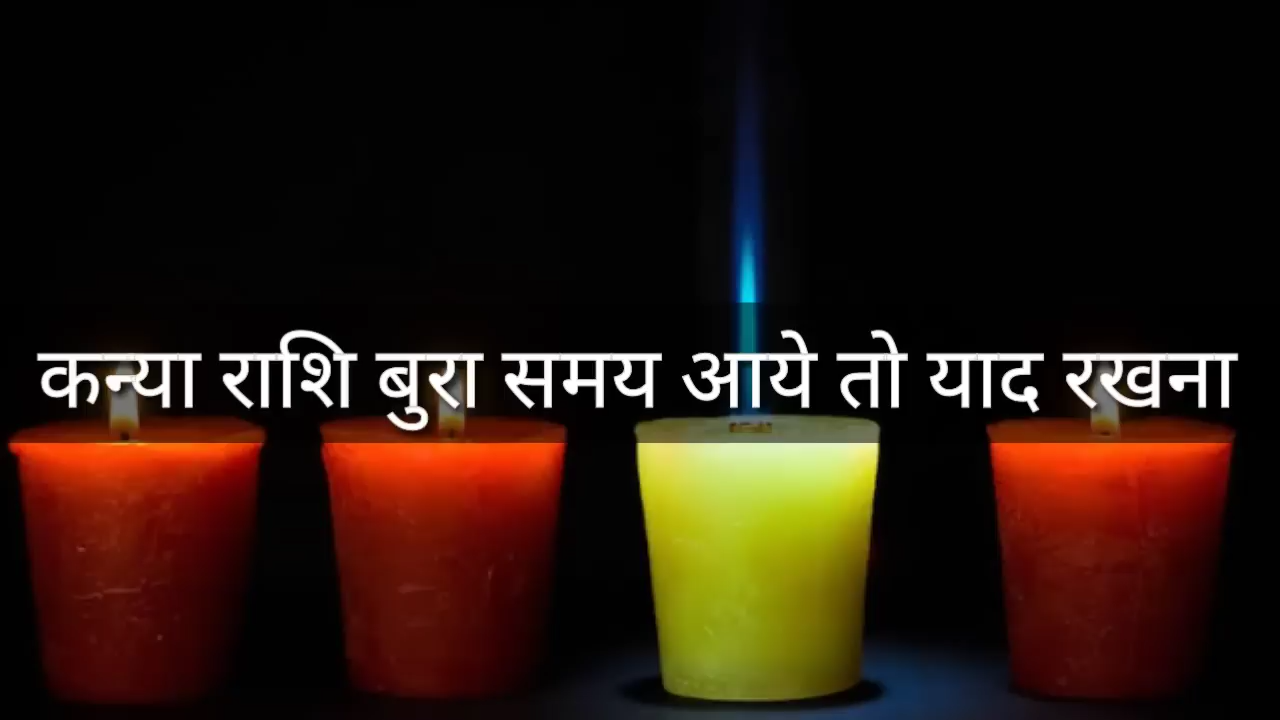 कन्या राशि बुरा समय आये तो याद रखना